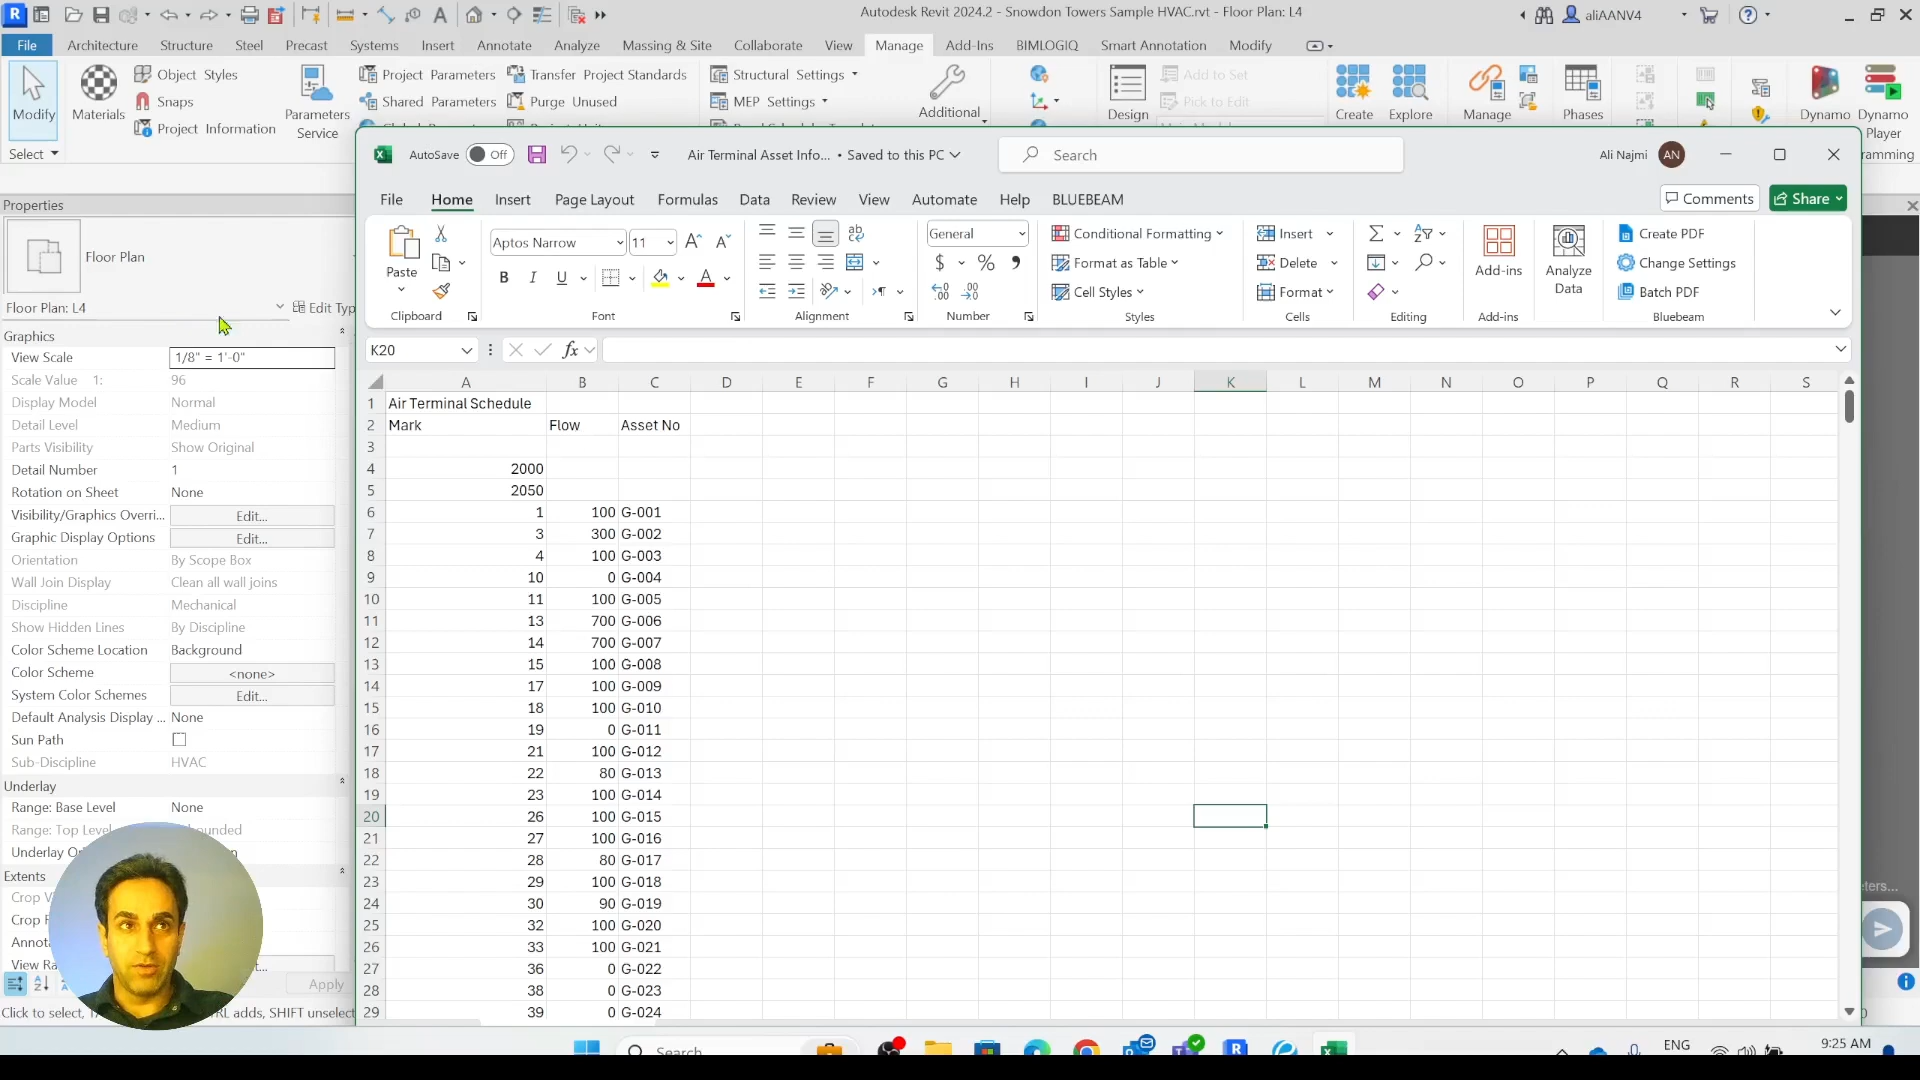 Autodesk Revit 2024.2 - Snowdon Towers Sample HVAC.rvt - Floor Plan: L4
aliAANV4
File Architecture Structure Steel Precast Systems Insert Annotate Analyze Massing & Site Collaborate View Manage Add-Ins BIMLOGIQ Smart Annotation Modify
Modify
Materials
Object Styles
Snaps
Project Information
Parameters
Service
Project Parameters
Shared Parameters
Transfer Project Standards
Purge Unused
Structural Settings
MEP Settings
Additional
Design
Add to Set
Pick to Edit
Create
Explore
Manage
Phases
Dynamo
Dynamo
Player
Select
Properties
Floor Plan
Floor Plan: L4
Edit Typ
Graphics
View Scale 1/8" = 1'-0"
Scale Value 1: 96
Display Model Normal
Detail Level Medium
Parts Visibility Show Original
Detail Number 1
Rotation on Sheet None
Visibility/Graphics Overri... Edit...
Graphic Display Options Edit...
Orientation By Scope Box
Wall Join Display Clean all wall joins
Discipline Mechanical
Show Hidden Lines By Discipline
Color Scheme Location Background
Color Scheme <none>
System Color Schemes Edit...
Default Analysis Display ... None
Sun Path
Sub-Discipline HVAC
Underlay
Range: Base Level None
Range: Top Level
Extents
Apply
AutoSave Off
Air Terminal Asset Info... • Saved to this PC
Search
Ali Najmi AN
File Home Insert Page Layout Formulas Data Review View Automate Help BLUEBEAM
Comments Share
Paste
Clipboard
Aptos Narrow 11
B I U
Font
Alignment
General
$ %
Number
Conditional Formatting
Format as Table
Cell Styles
Styles
Insert
Delete
Format
Cells
Editing
Add-ins
Add-ins
Analyze
Data
Create PDF
Change Settings
Batch PDF
Bluebeam
K20
fx
A B C D E F G H I J K L M N O P Q R S
1 Air Terminal Schedule
2 Mark Flow Asset No
3
4 2000
5 2050
6 1 100 G-001
7 3 300 G-002
8 4 100 G-003
9 10 0 G-004
10 11 100 G-005
11 13 700 G-006
12 14 700 G-007
13 15 100 G-008
14 17 100 G-009
15 18 100 G-010
16 19 0 G-011
17 21 100 G-012
18 22 80 G-013
19 23 100 G-014
20 26 100 G-015
21 27 100 G-016
22 28 80 G-017
23 29 100 G-018
24 30 90 G-019
25 32 100 G-020
26 33 100 G-021
27 36 0 G-022
28 38 0 G-023
29 39 0 G-024
Click to select,
adds, SHIFT unselect
Search
ENG
9:25 AM